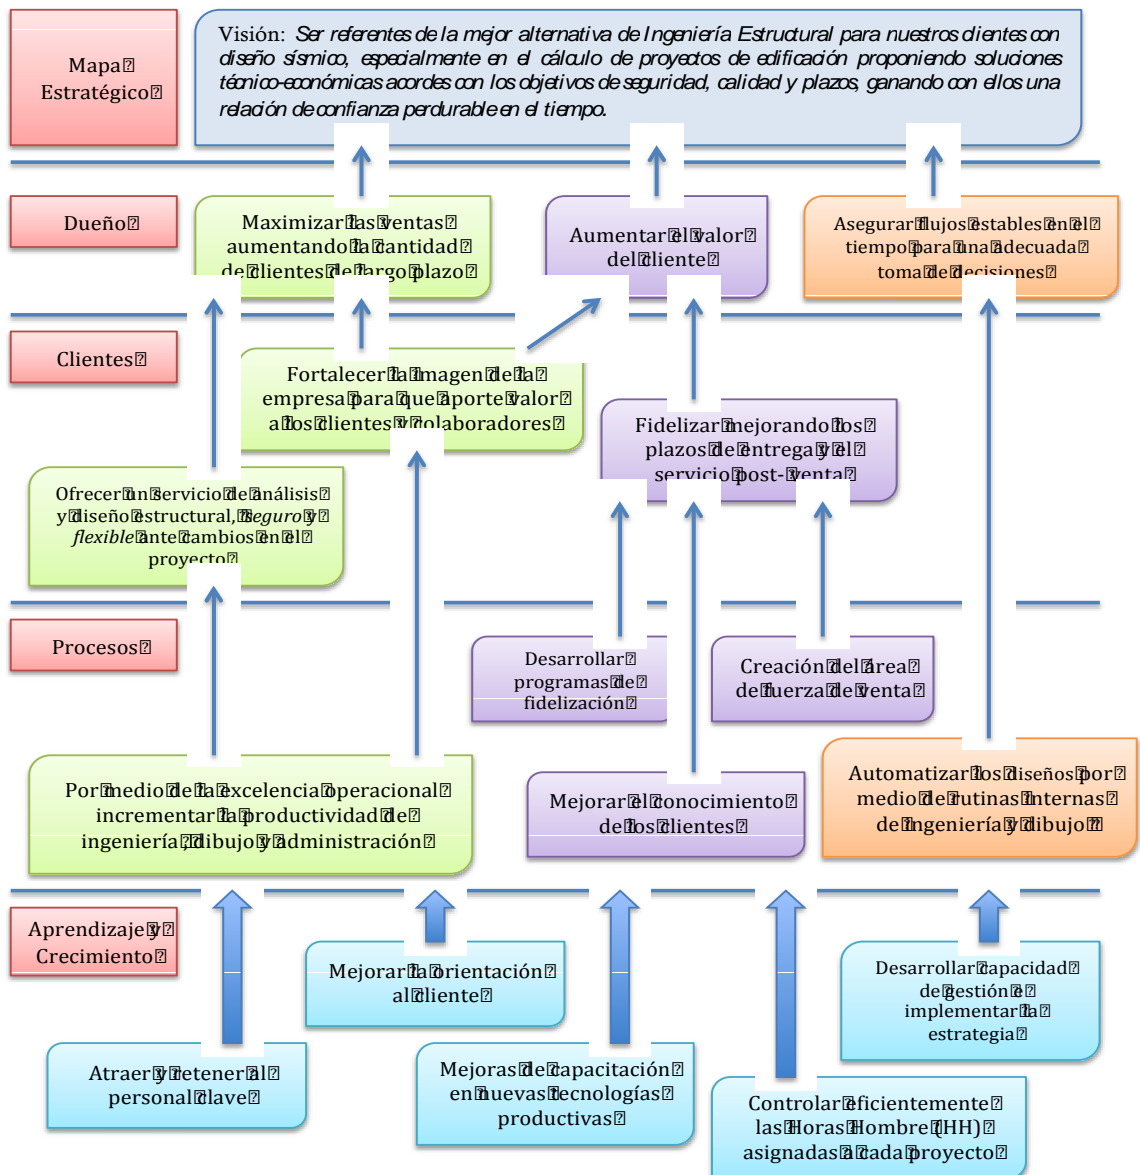 Mapa
Estratégico
Visión: Ser referentes de la mejor alternativa de Ingeniería Estructural para nuestros clientes con
diseño sísmico, especialmente en el cálculo de proyectos de edificación proponiendo soluciones
técnico-económicas acordes con los objetivos de seguridad, calidad y plazos, ganando con ellos una
relación de confianza perdurable en el tiempo.
Dueño
Maximizar las ventas
aumentando la cantidad
de clientes de largo plazo
Aumentar el valor
del cliente
Asegurar flujos estables en el
tiempo para una adecuada
toma de decisiones
Clientes
Fortalecer la imagen de la
empresa para que aporte valor
a los clientes y colaboradores
Fidelizar mejorando los
plazos de entrega y el
servicio post-venta
Ofrecer un servicio de análisis
y diseño estructural, seguro y
flexible ante cambios en el
proyecto
Procesos
Desarrollar
programas de
fidelización
Creación del área
de fuerza de venta
Por medio de la excelencia operacional
incrementar la productividad de
ingeniería, dibujo y administración
Mejorar el conocimiento
de los clientes
Automatizar los diseños por
medio de rutinas internas
de ingeniería y dibujo
Aprendizaje y
Crecimiento
Mejorar la orientación
al cliente
Desarrollar capacidad
de gestión e
implementar la
estrategia
Atraer y retener al
personal clave
Mejoras de capacitación
en nuevas tecnologías
productivas
Controlar eficientemente
las Horas Hombre (HH)
asignadas a cada proyecto